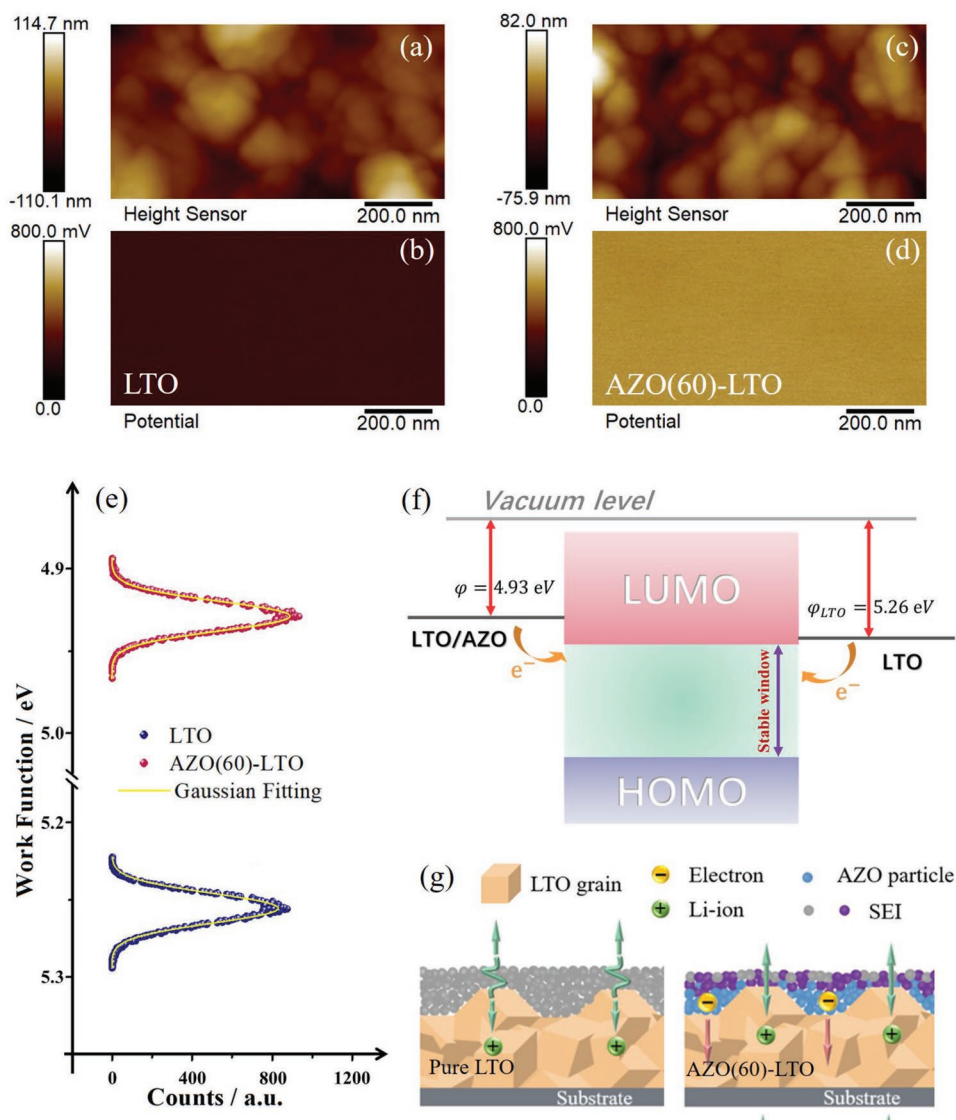 114.7 nm
(a)
-110.1 nm
Height Sensor
200.0 nm
82.0 nm
(c)
-75.9 nm
Height Sensor
200.0 nm
800.0 mV
(b)
LTO
0.0
Potential
200.0 nm
800.0 mV
(d)
AZO(60)-LTO
0.0
Potential
200.0 nm
(e)
Work Function / eV
4.9
5.0
5.2
5.3
LTO
AZO(60)-LTO
Gaussian Fitting
0 400 800 1200
Counts / a.u.
(f)
Vacuum level
φ = 4.93 eV
LUMO
φLTO = 5.26 eV
LTO/AZO
LTO
e−
e−
Stable window
HOMO
(g)
LTO grain
Electron
AZO particle
Li-ion
SEI
Pure LTO
Substrate
AZO(60)-LTO
Substrate